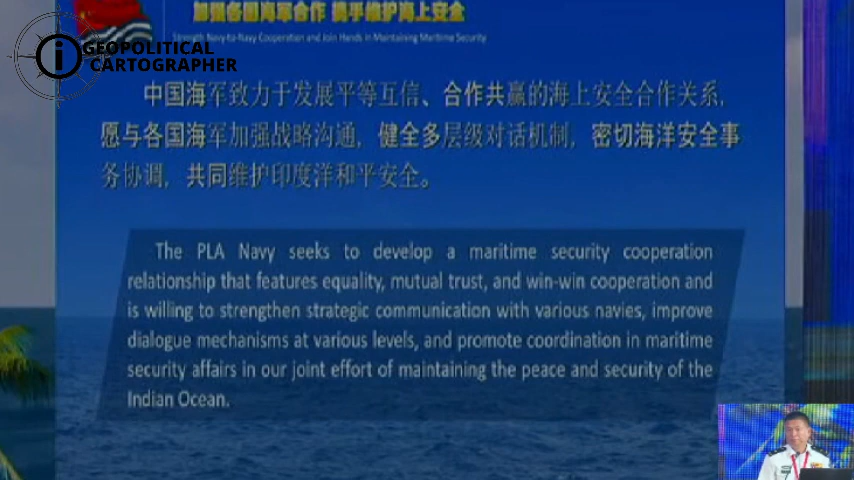 加强各国海军合作 携手维护海上安全
Strength Navy-to-Navy Cooperation and Join Hands in Maintaining Maritime Security
GEOPOLITICAL
CARTOGRAPHER
中国海军致力于发展平等互信、合作共赢的海上安全合作关系,
愿与各国海军加强战略沟通, 健全多层级对话机制, 密切海洋安全事
务协调, 共同维护印度洋和平安全。
The PLA Navy seeks to develop a maritime security cooperation
relationship that features equality, mutual trust, and win-win cooperation and
is willing to strengthen strategic communication with various navies, improve
dialogue mechanisms at various levels, and promote coordination in maritime
security affairs in our joint effort of maintaining the peace and security of the
Indian Ocean.